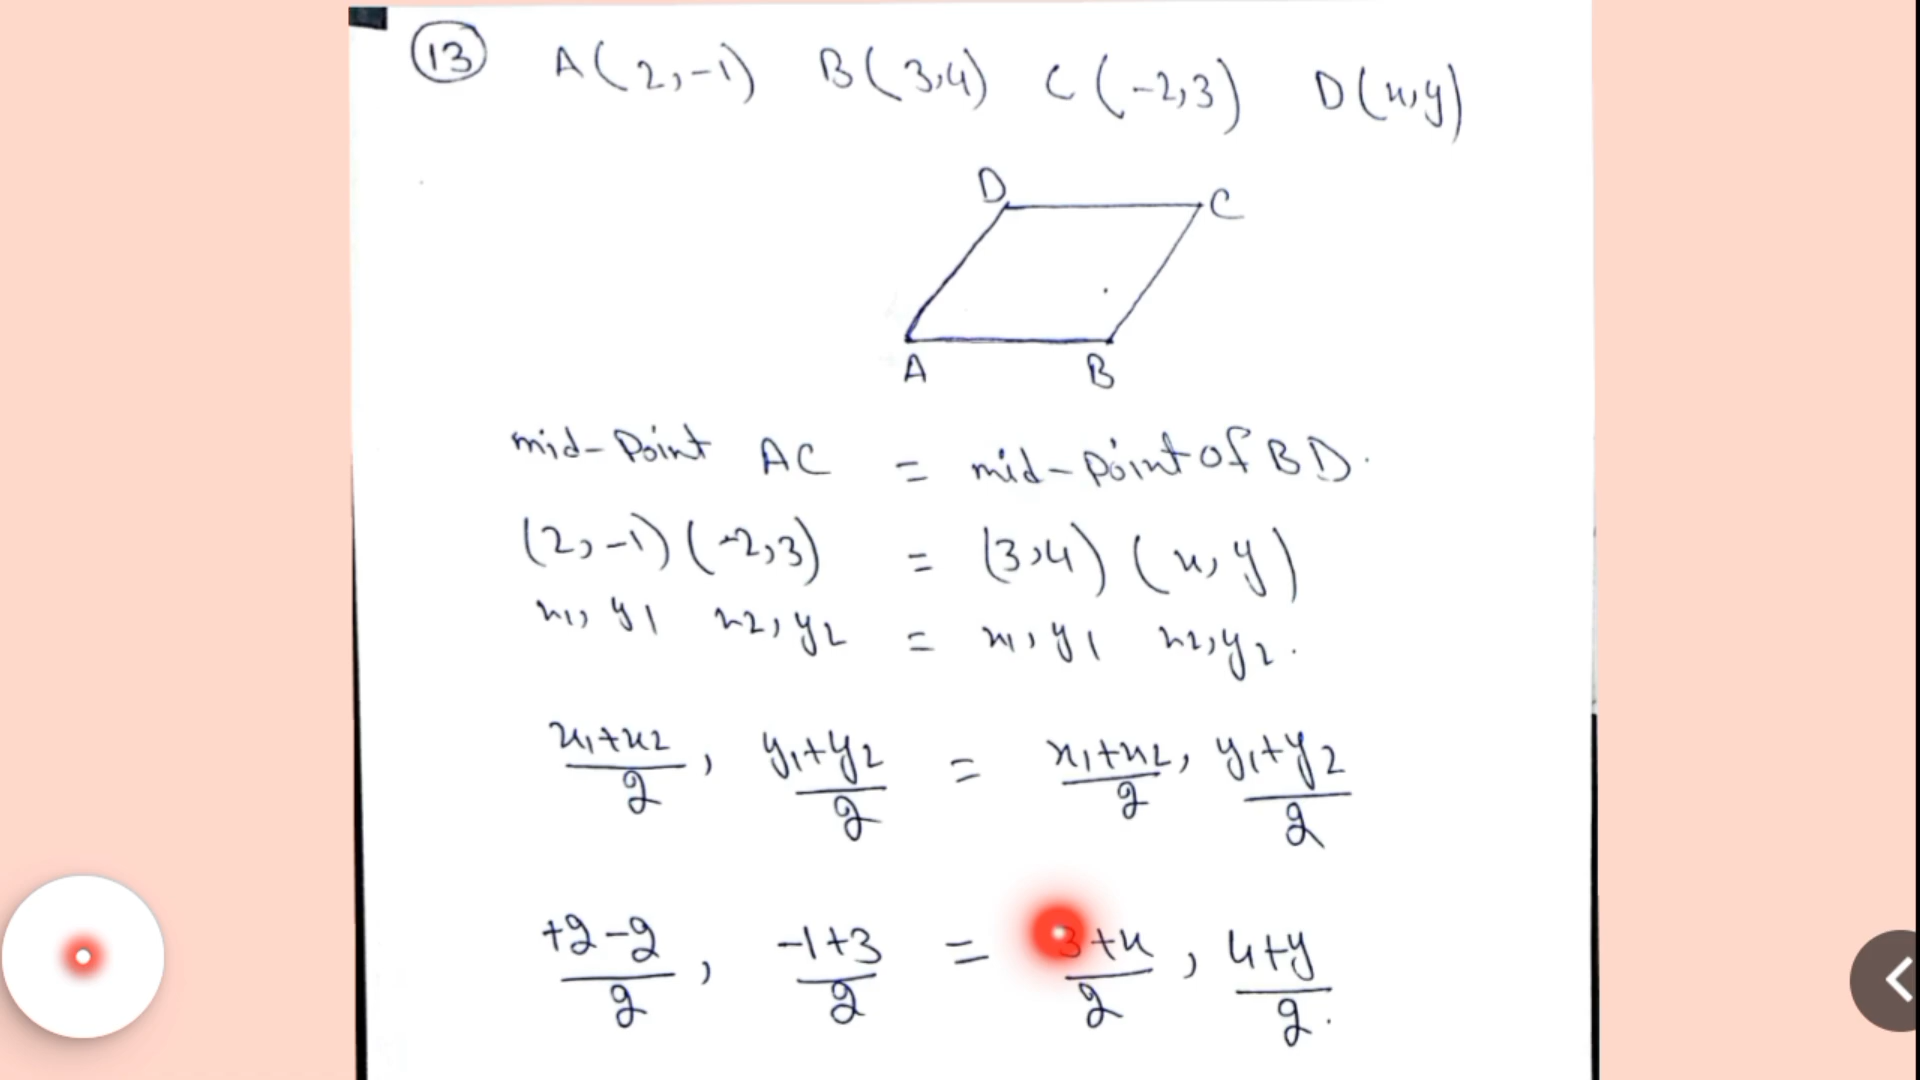 13 A(2,-1) B(3,4) C(-2,3) D(x,y)
D C
A B
mid-Point AC = mid-Point of BD.
(2,-1)(-2,3) = (3,4) (x,y)
x1, y1 x2, y2 = x1, y1 x2, y2.
x1+x2/2, y1+y2/2 = x1+x2/2, y1+y2/2
+2-2/2, -1+3/2 = 3+x/2, 4+y/2.